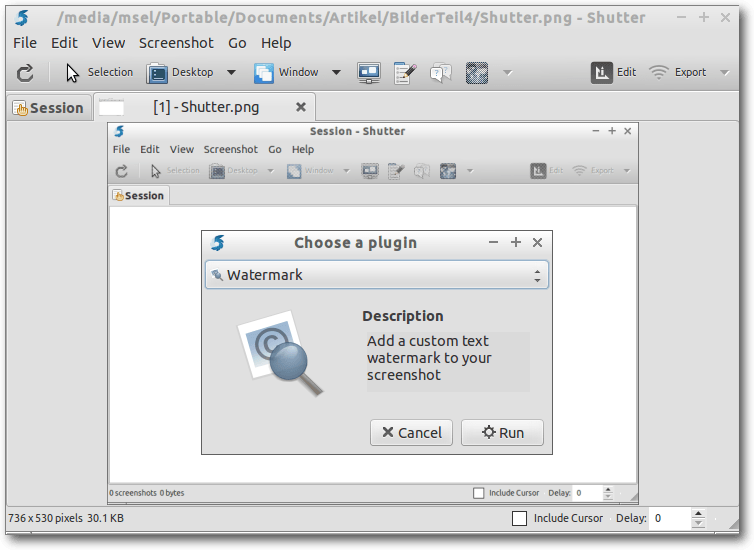 /media/msel/Portable/Documents/Artikel/BilderTeil4/Shutter.png - Shutter
File Edit View Screenshot Go Help
Selection Desktop Window Edit Export
Session [1] - Shutter.png
Session - Shutter
File Edit View Screenshot Go Help
Selection Desktop Window Edit Export
Session
Choose a plugin
Watermark
Description
Add a custom text
watermark to your
screenshot
Cancel Run
0 screenshots 0 bytes Include Cursor Delay: 0
736 x 530 pixels 30.1 KB Include Cursor Delay: 0